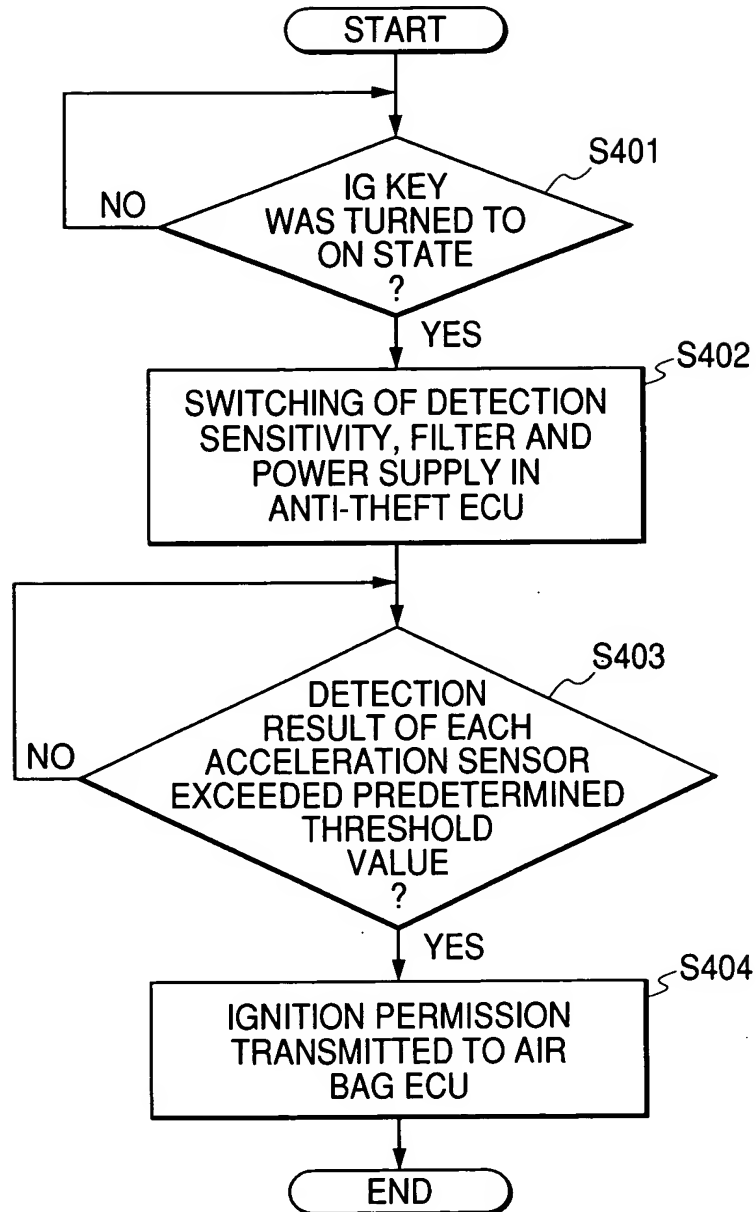 START
S401
IG KEY
WAS TURNED TO
ON STATE
?
NO
YES
S402
SWITCHING OF DETECTION
SENSITIVITY, FILTER AND
POWER SUPPLY IN
ANTI-THEFT ECU
S403
DETECTION
RESULT OF EACH
ACCELERATION SENSOR
EXCEEDED PREDETERMINED
THRESHOLD
VALUE
?
NO
YES
S404
IGNITION PERMISSION
TRANSMITTED TO AIR
BAG ECU
END